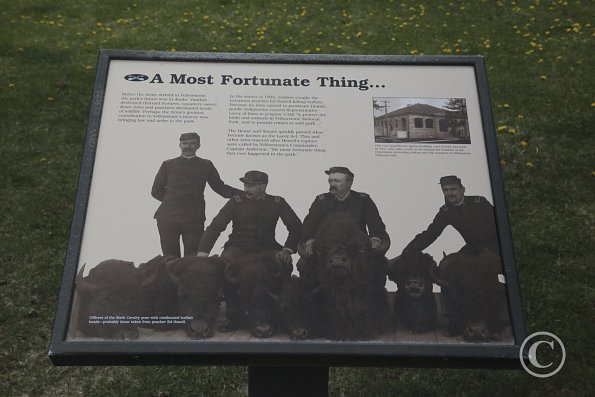 A Most Fortunate Thing...
Before the Army arrived in Yellowstone,
the park's future was in doubt. Vandals
destroyed thermal features, squatters sawed
down trees and poachers decimated herds
of wildlife. Perhaps the Army's greatest
contribution to Yellowstone's history was
bringing law and order to the park.
In the winter of 1894, soldiers caught the
notorious poacher Ed Howell killing buffalo.
Because no laws existed to prosecute Howell,
public indignation caused Representative
Lacey of Iowa to propose a bill "to protect the
birds and animals in Yellowstone National
Park, and to punish crimes in said park."
The House and Senate quickly passed what
became known as the Lacey Act. This and
other laws enacted after Howell's capture
were called by Yellowstone's Commander,
Captain Anderson, "the most fortunate thing
that ever happened to the park."
National Park
Officers of the Sixth Cavalry pose with confiscated buffalo
heads—probably those taken from poacher Ed Howell.
©